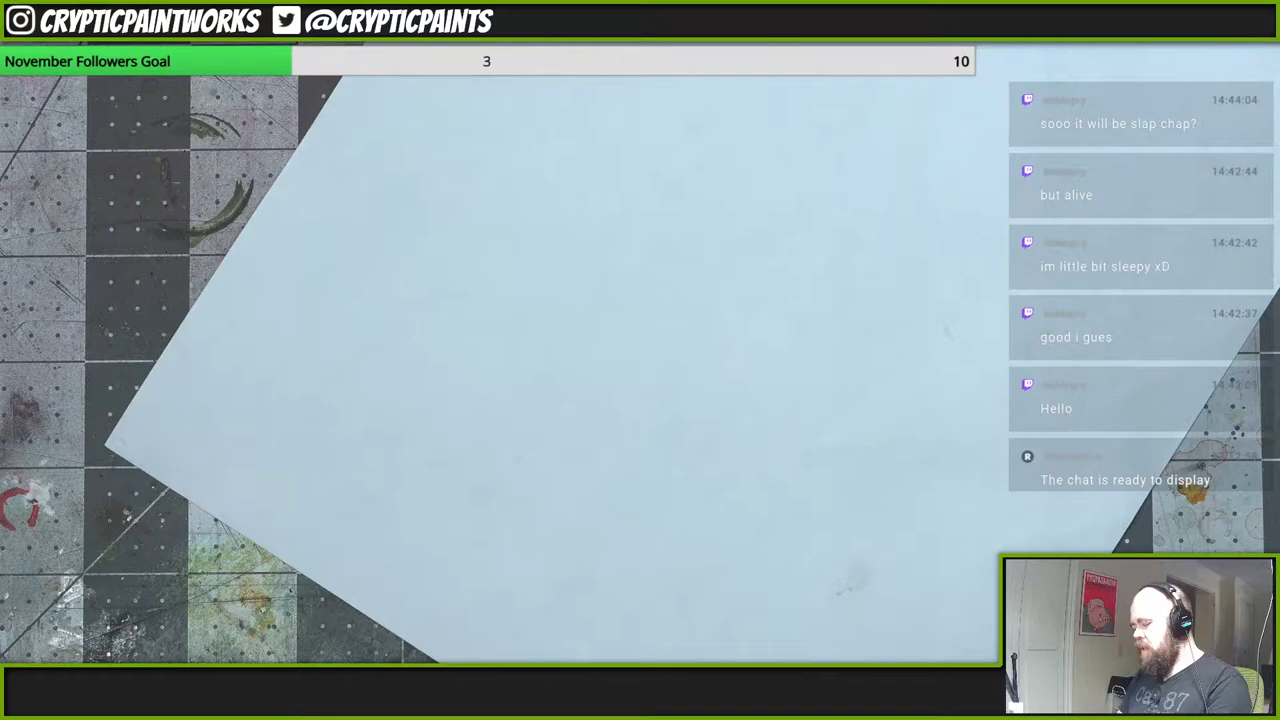 CRYPTICPAINTWORKS @CRYPTICPAINTS
November Followers Goal 3 10
14:44:04
sooo it will be slap chap?
14:42:44
but alive
14:42:42
im little bit sleepy xD
14:42:37
good i gues
Hello
R
The chat is ready to display
87